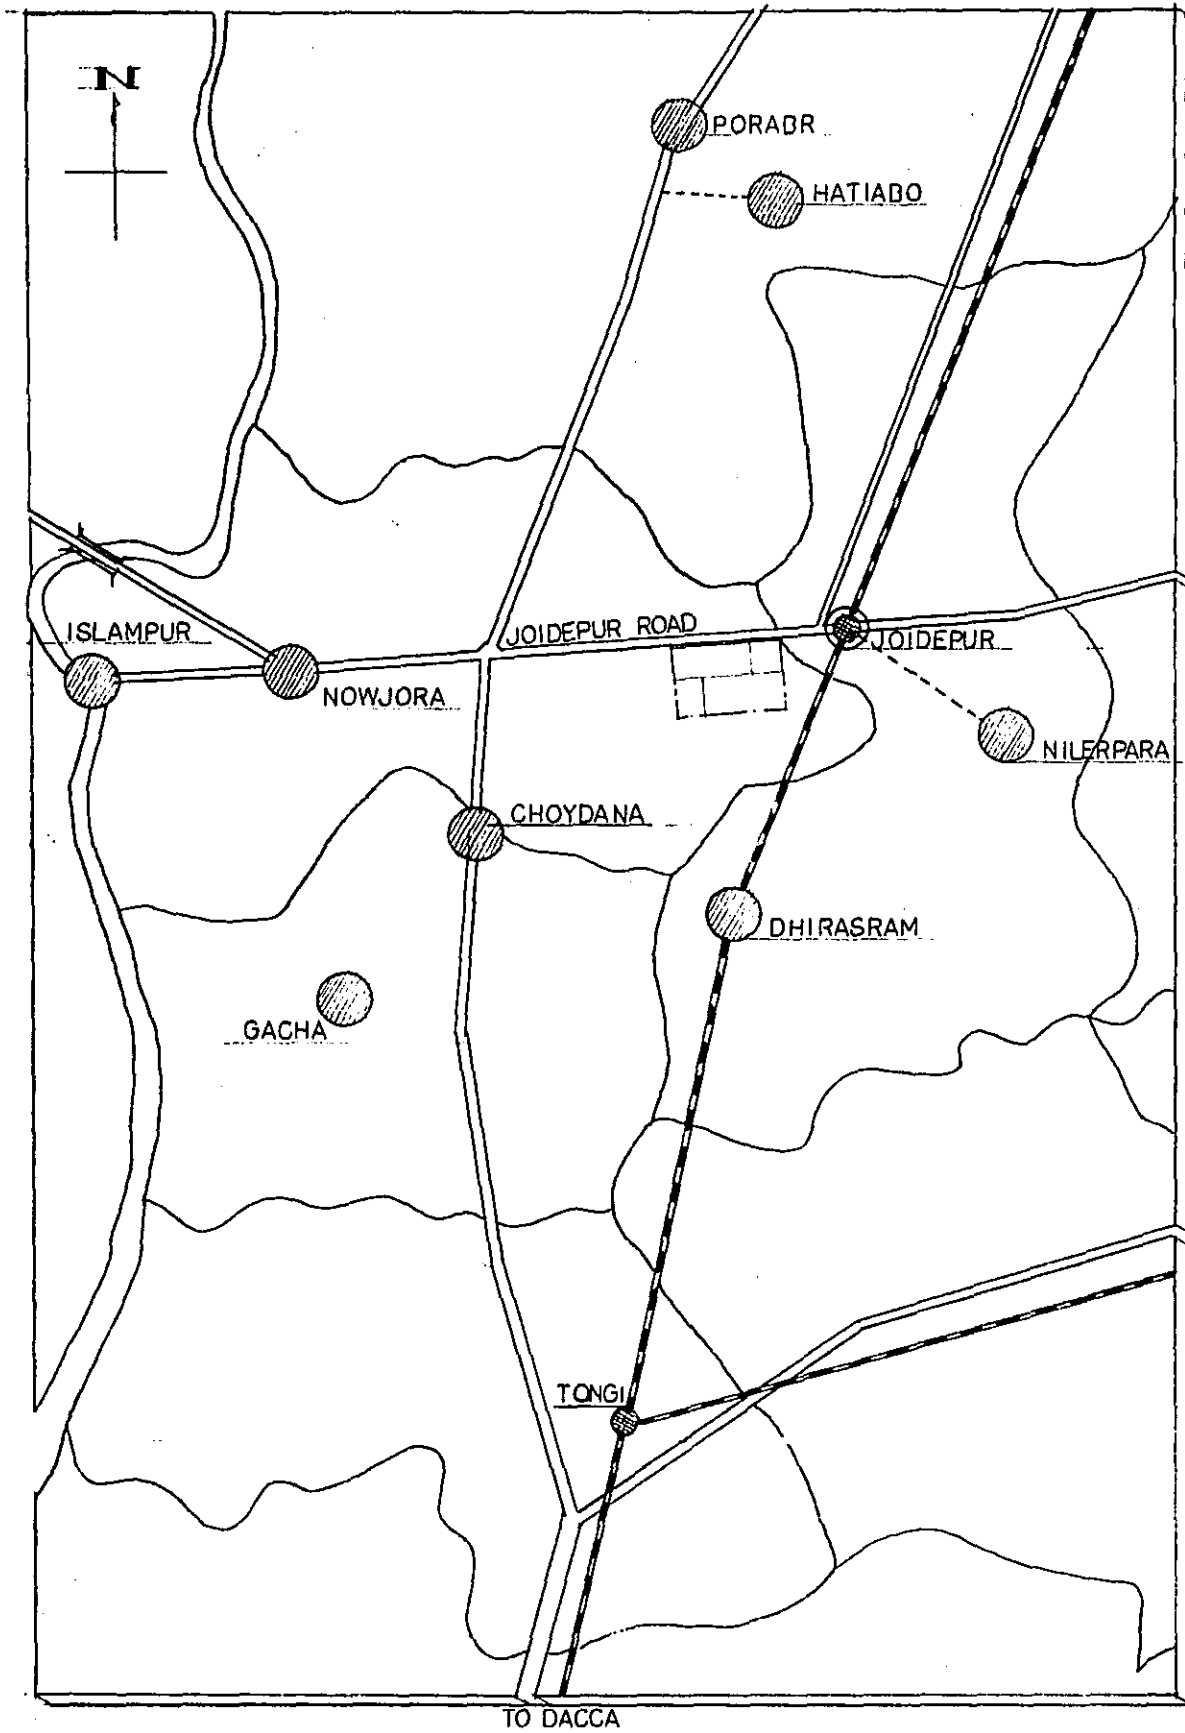 N
PORABR
HATIABO
ISLAMPUR
JOIDEPUR ROAD
JOIDEPUR
NOWJORA
NILERPARA
CHOYDANA
DHIRASRAM
GACHA
TONGI
TO DACCA